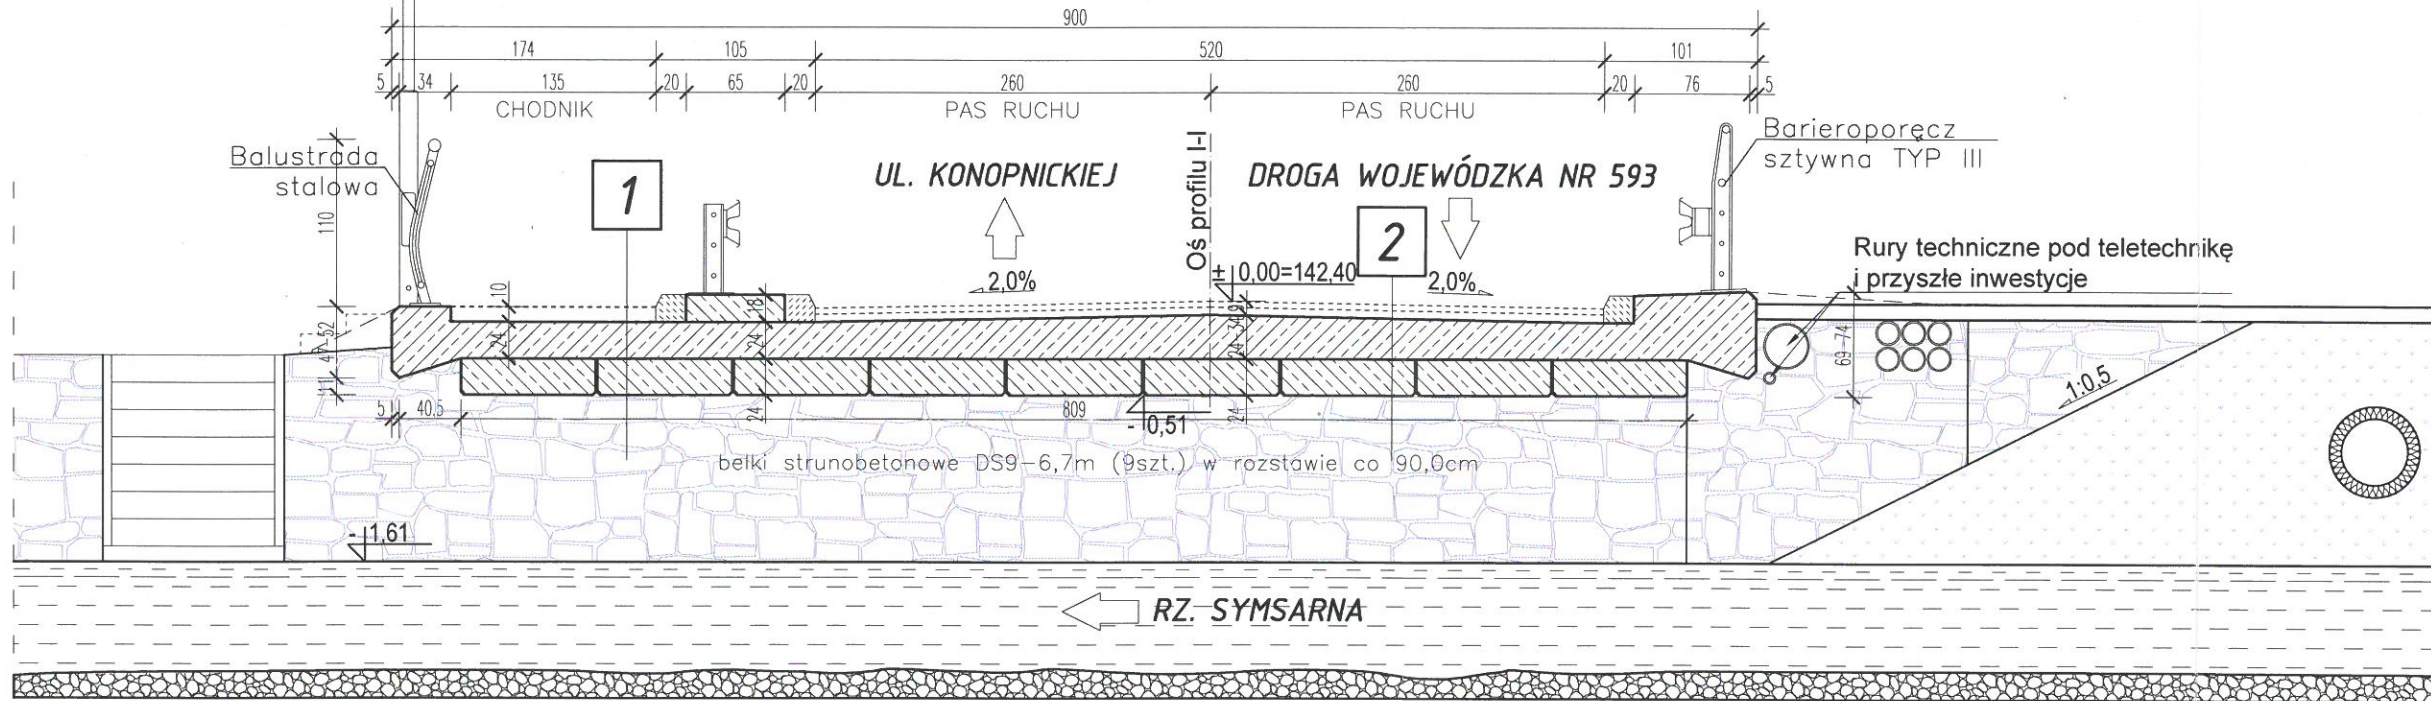 900
174 105 520 101
5 34 135 20 65 20 260 260 20 76 5
CHODNIK PAS RUCHU PAS RUCHU
Balustrada
stalowa
110
1
UL. KONOPNICKIEJ
Oś profilu I-I
DROGA WOJEWÓDZKA NR 593
2
Barieroporęcz
sztywna TYP III
Rury techniczne pod teletechnikę
i przyszłe inwestycje
2,0%
± 0,00=142,40
2,0%
10
18
9
47-52
24
24
24-31
69-74
11
1:0,5
5 40,5 24 809 24
- 0,51
belki strunobetonowe DS9-6,7m (9szt.) w rozstawie co 90,0cm
- 1,61
RZ. SYMSARNA